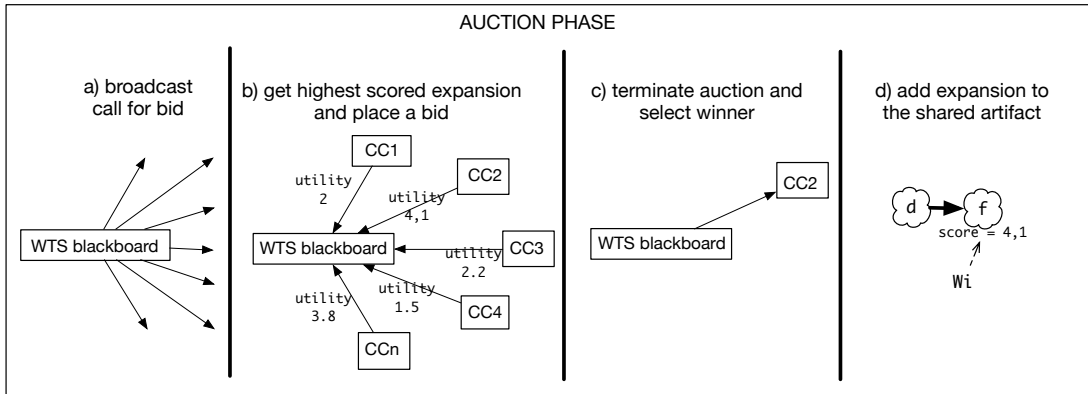 AUCTION PHASE
a) broadcast
call for bid
WTS blackboard
b) get highest scored expansion
and place a bid
CC1
utility
2
CC2
utility
4,1
WTS blackboard
CC3
utility
2.2
utility
1.5
CC4
utility
3.8
CCn
c) terminate auction and
select winner
CC2
WTS blackboard
d) add expansion to
the shared artifact
d
f
score = 4,1
Wi